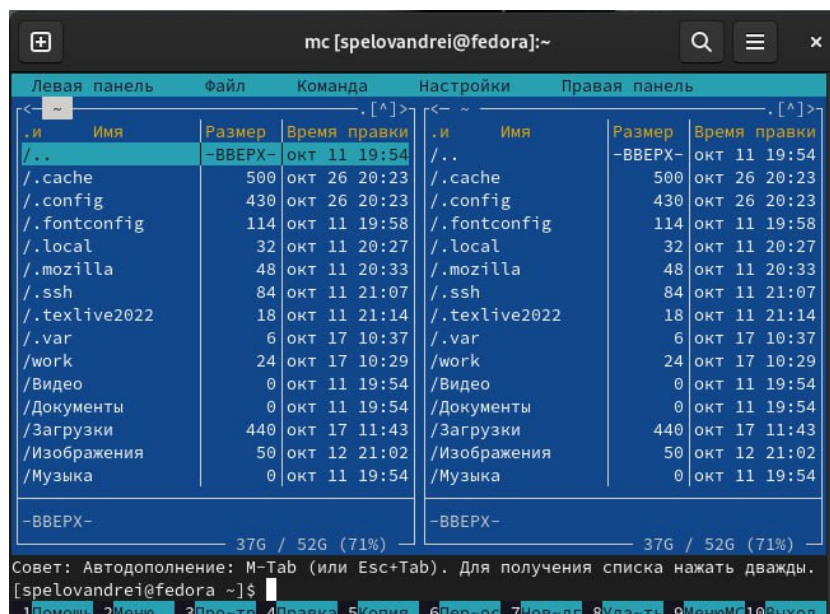 mc [spelovandrei@fedora]:~
Левая панель Файл Команда Настройки Правая панель
<- ~ .[^]> <- ~ .[^]>
.и Имя Размер Время правки .и Имя Размер Время правки
/.. -ВВЕРХ- окт 11 19:54 /.. -ВВЕРХ- окт 11 19:54
/.cache 500 окт 26 20:23 /.cache 500 окт 26 20:23
/.config 430 окт 26 20:23 /.config 430 окт 26 20:23
/.fontconfig 114 окт 11 19:58 /.fontconfig 114 окт 11 19:58
/.local 32 окт 11 20:27 /.local 32 окт 11 20:27
/.mozilla 48 окт 11 20:33 /.mozilla 48 окт 11 20:33
/.ssh 84 окт 11 21:07 /.ssh 84 окт 11 21:07
/.texlive2022 18 окт 11 21:14 /.texlive2022 18 окт 11 21:14
/.var 6 окт 17 10:37 /.var 6 окт 17 10:37
/work 24 окт 17 10:29 /work 24 окт 17 10:29
/Видео 0 окт 11 19:54 /Видео 0 окт 11 19:54
/Документы 0 окт 11 19:54 /Документы 0 окт 11 19:54
/Загрузки 440 окт 17 11:43 /Загрузки 440 окт 17 11:43
/Изображения 50 окт 12 21:02 /Изображения 50 окт 12 21:02
/Музыка 0 окт 11 19:54 /Музыка 0 окт 11 19:54
-ВВЕРХ- -ВВЕРХ-
37G / 52G (71%) 37G / 52G (71%)
Совет: Автодополнение: M-Tab (или Esc+Tab). Для получения списка нажать дважды.
[spelovandrei@fedora ~]$
1Помощь 2Меню 3Про~тр 4Правка 5Копия 6Пер~ос 7Нов~лг 8Уда~ть 9МенюMC 10Выход